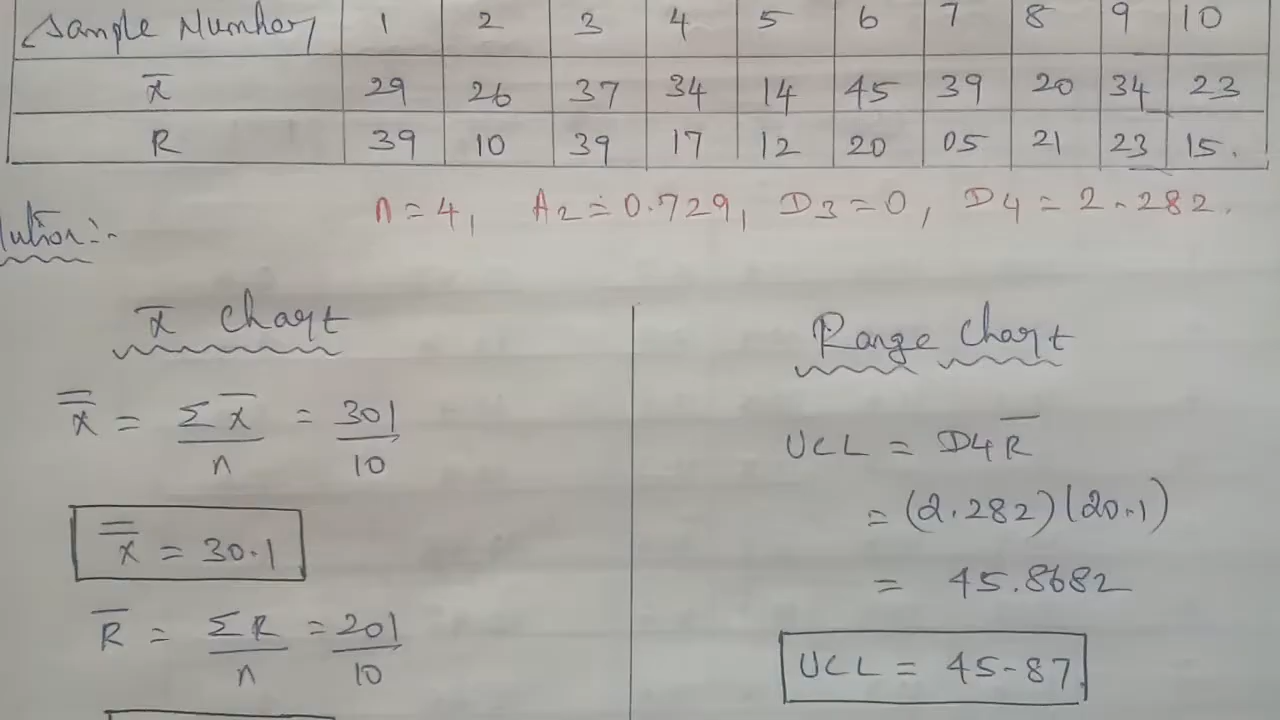 Sample Number 1 2 3 4 5 6 7 8 9 10
x̄ 29 26 37 34 14 45 39 20 34 23
R 39 10 39 17 12 20 05 21 23 15.
n = 4, A2 = 0.729, D3 = 0, D4 = 2.282.
lution:-
x̄ chart
x̿ = Σx̄/n = 301/10
x̿ = 30.1
R̄ = ΣR/n = 201/10
Range chart
UCL = D4R̄
= (2.282)(20.1)
= 45.8682
UCL = 45-87